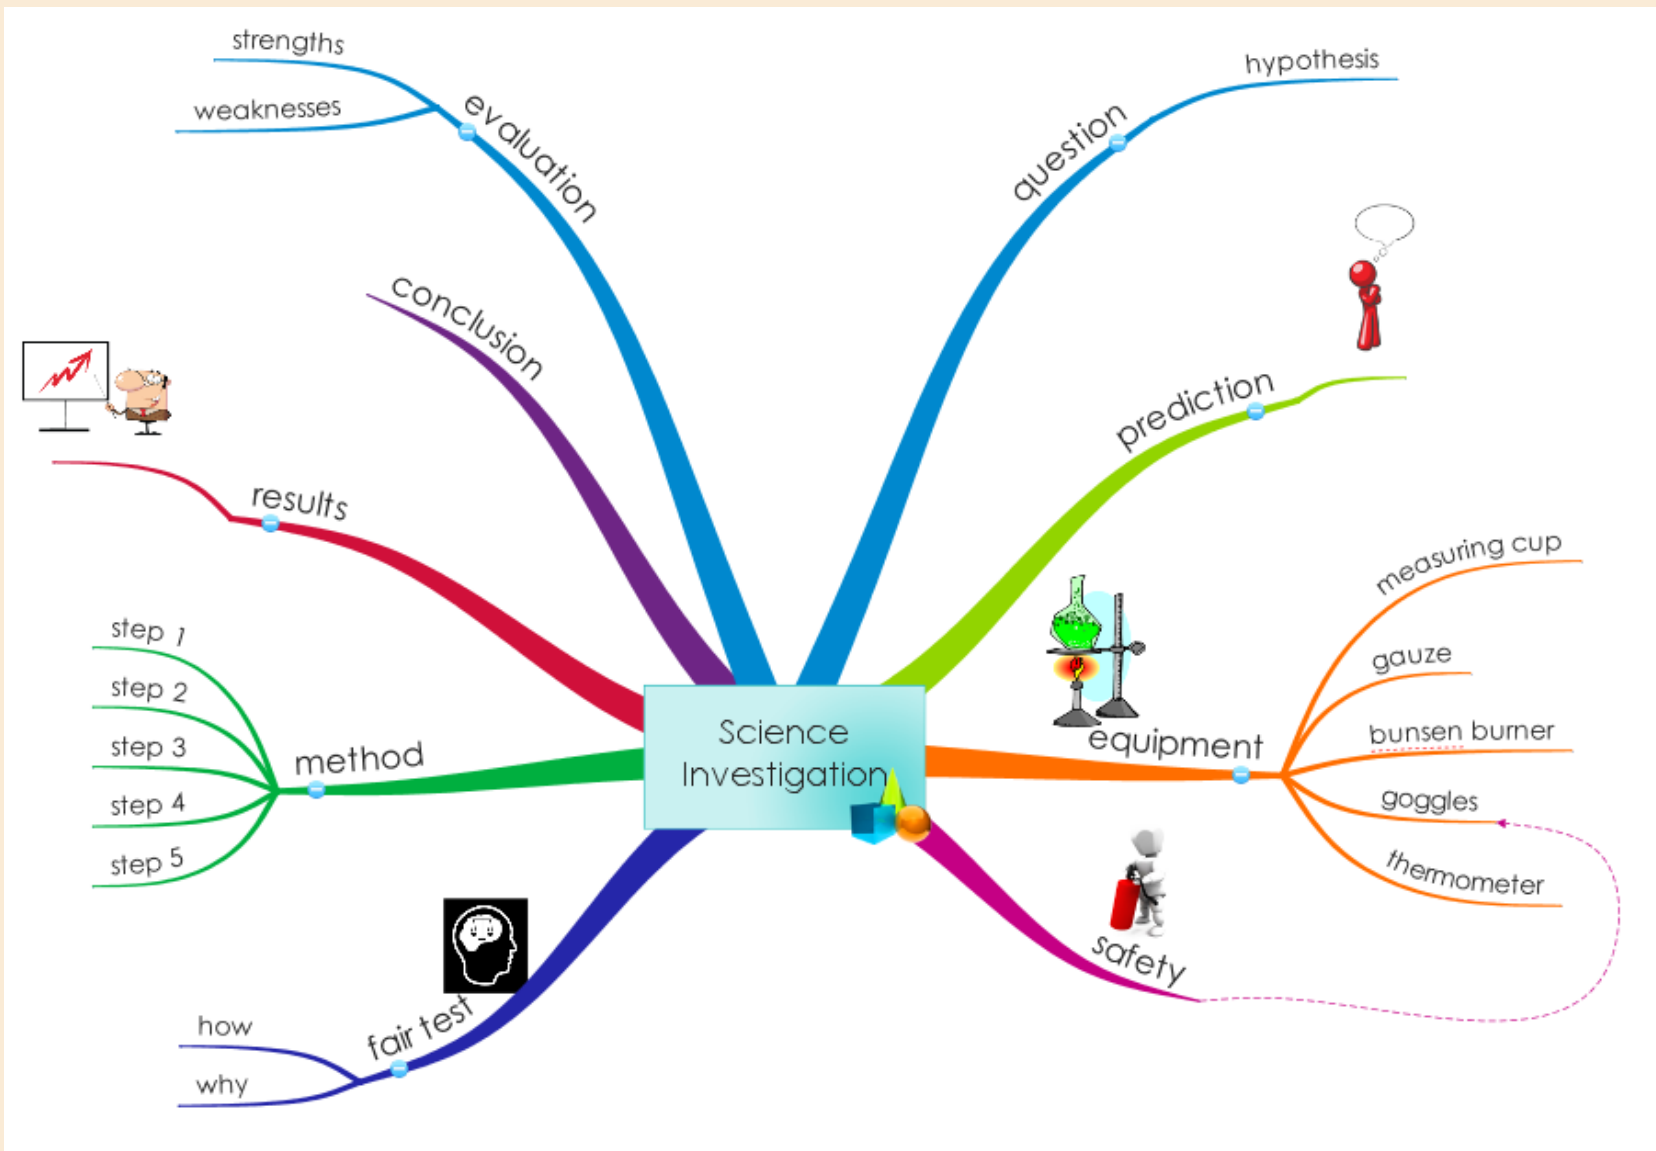 Science
Investigation
question
hypothesis
prediction
equipment
measuring cup
gauze
bunsen burner
goggles
thermometer
safety
fair test
how
why
method
step 1
step 2
step 3
step 4
step 5
results
conclusion
evaluation
strengths
weaknesses